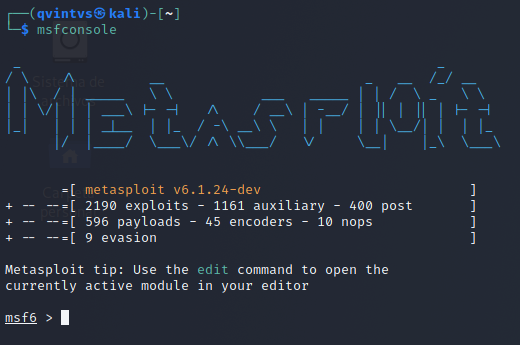 (qvintvs㉿kali)-[~]
$ msfconsole
METASPLOIT
=[ metasploit v6.1.24-dev ]
+ -- --=[ 2190 exploits - 1161 auxiliary - 400 post ]
+ -- --=[ 596 payloads - 45 encoders - 10 nops ]
+ -- --=[ 9 evasion ]
Metasploit tip: Use the edit command to open the
currently active module in your editor
msf6 >